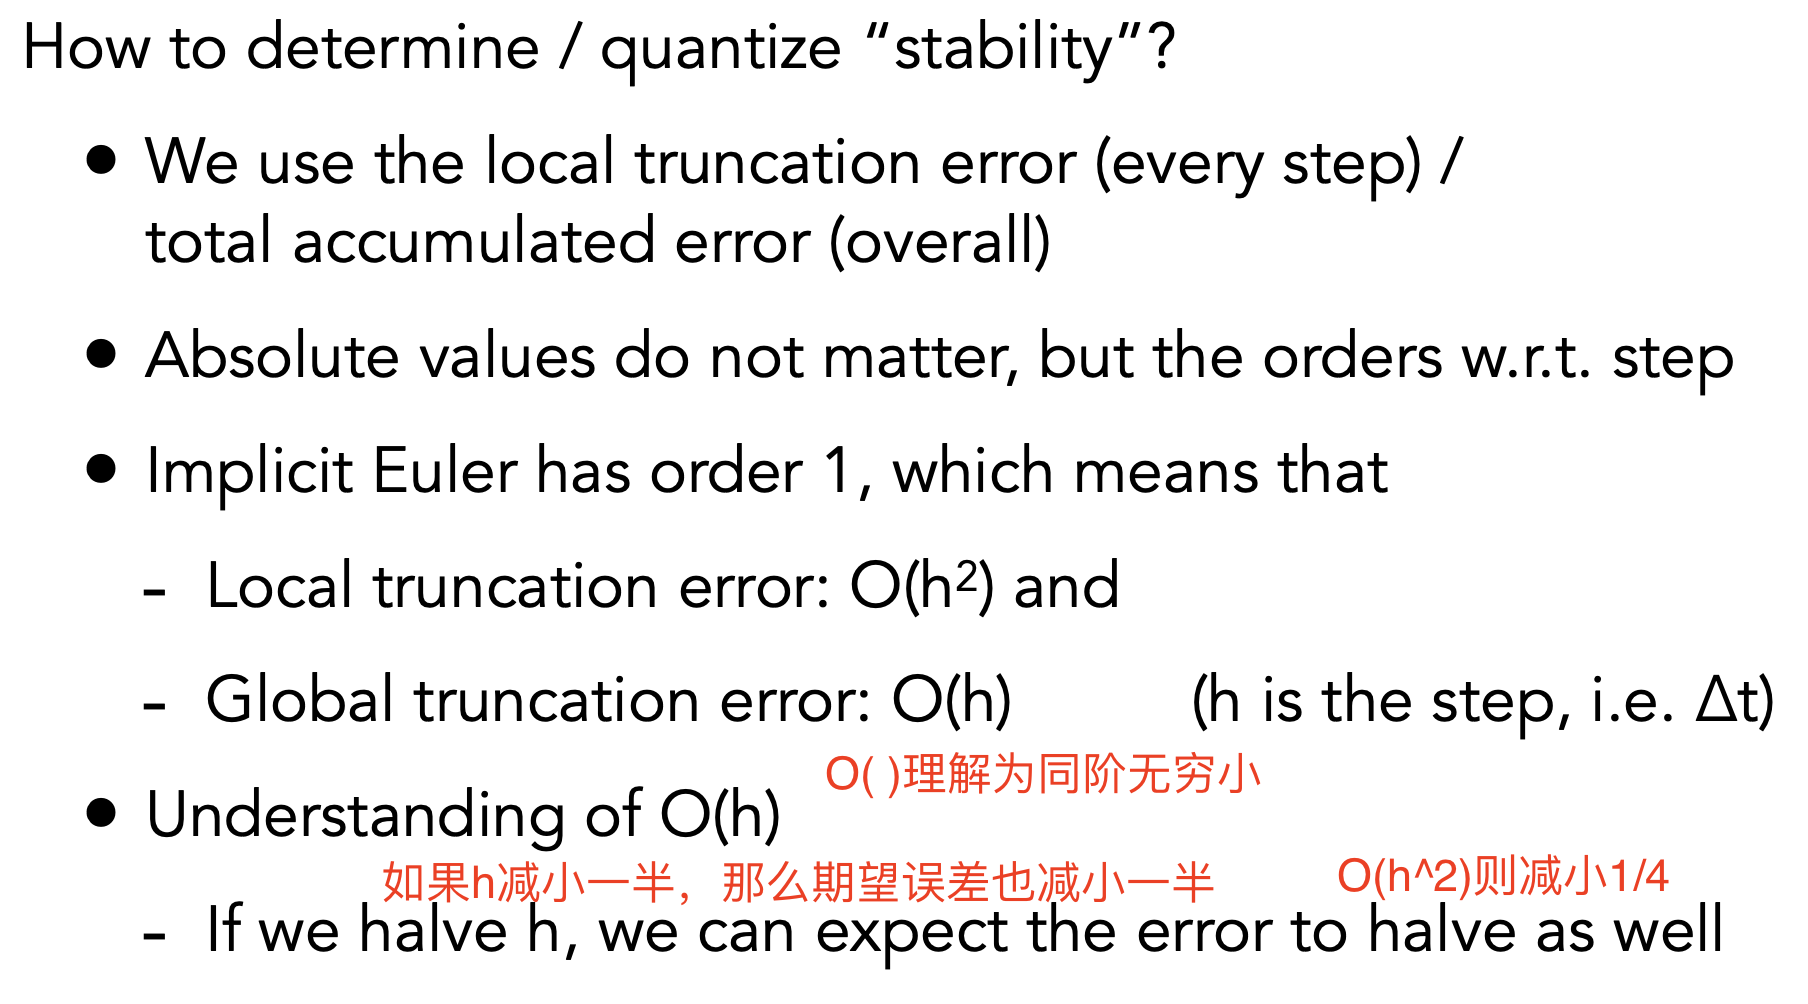 How to determine / quantize “stability”?
• We use the local truncation error (every step) /
total accumulated error (overall)
• Absolute values do not matter, but the orders w.r.t. step
• Implicit Euler has order 1, which means that
- Local truncation error: O(h²) and
- Global truncation error: O(h) (h is the step, i.e. Δt)
O( )理解为同阶无穷小
• Understanding of O(h)
如果h减小一半，那么期望误差也减小一半 O(h^2)则减小1/4
- If we halve h, we can expect the error to halve as well